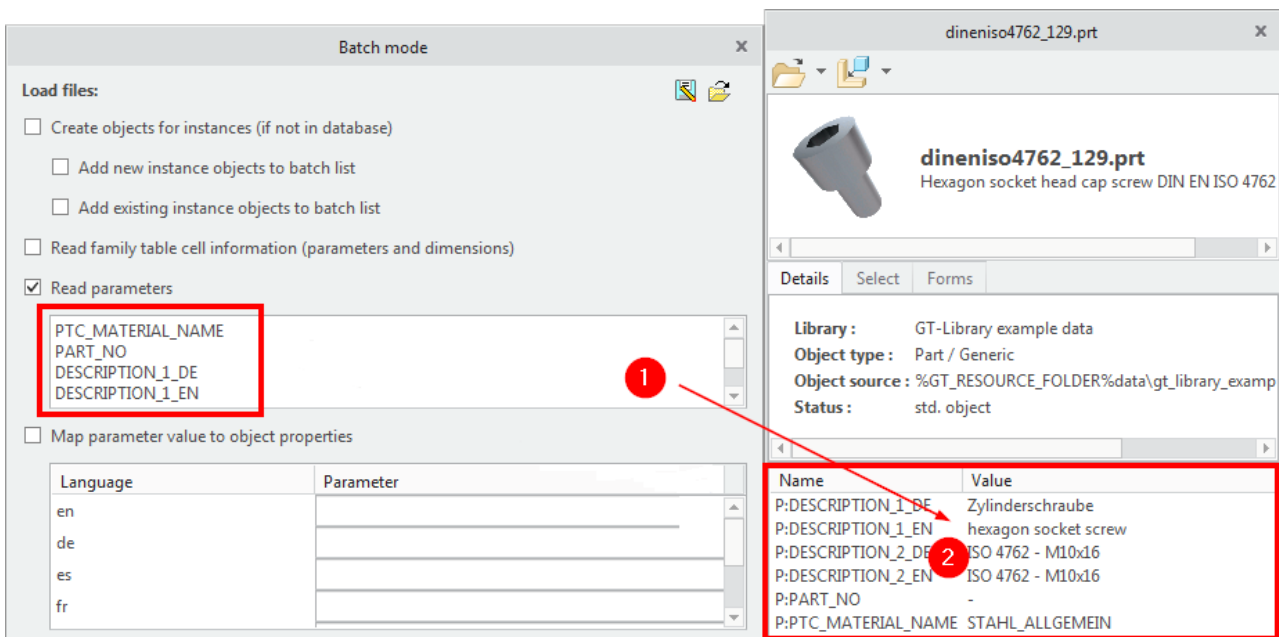 Batch mode
Load files:
Create objects for instances (if not in database)
Add new instance objects to batch list
Add existing instance objects to batch list
Read family table cell information (parameters and dimensions)
Read parameters
PTC_MATERIAL_NAME
PART_NO
DESCRIPTION_1_DE
DESCRIPTION_1_EN
1
Map parameter value to object properties
Language Parameter
en
de
es
fr
dineniso4762_129.prt
dineniso4762_129.prt
Hexagon socket head cap screw DIN EN ISO 4762
Details Select Forms
Library : GT-Library example data
Object type : Part / Generic
Object source : %GT_RESOURCE_FOLDER%data\gt_library_examp
Status : std. object
Name Value
P:DESCRIPTION_1_DE Zylinderschraube
P:DESCRIPTION_1_EN hexagon socket screw
P:DESCRIPTION_2_DE ISO 4762 - M10x16
2
P:DESCRIPTION_2_EN ISO 4762 - M10x16
P:PART_NO -
P:PTC_MATERIAL_NAME STAHL_ALLGEMEIN